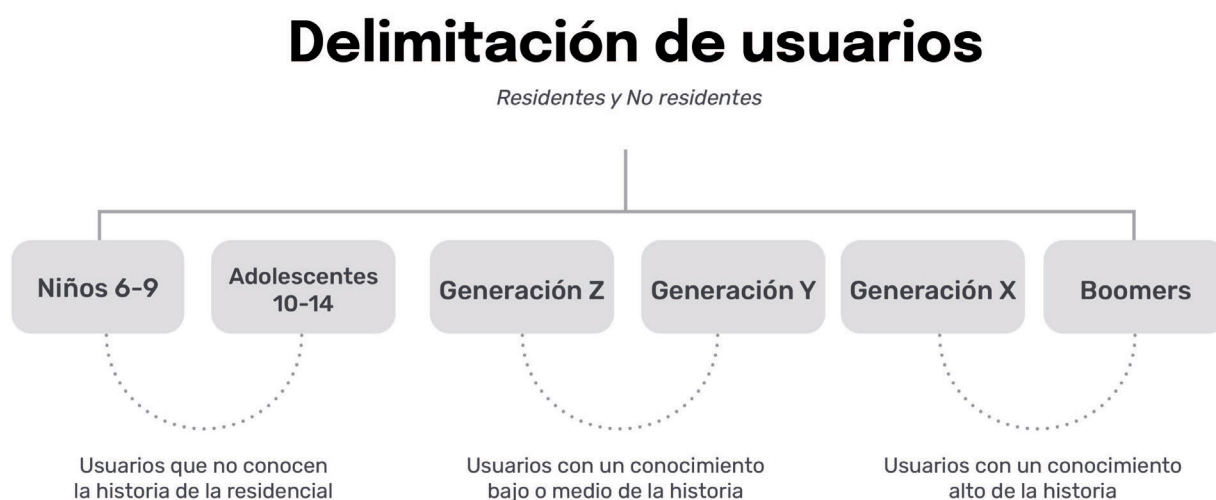 Delimitación de usuarios
Residentes y No residentes
Niños 6-9
Adolescentes
10-14
Generación Z
Generación Y
Generación X
Boomers
Usuarios que no conocen
la historia de la residencial
Usuarios con un conocimiento
bajo o medio de la historia
Usuarios con un conocimiento
alto de la historia